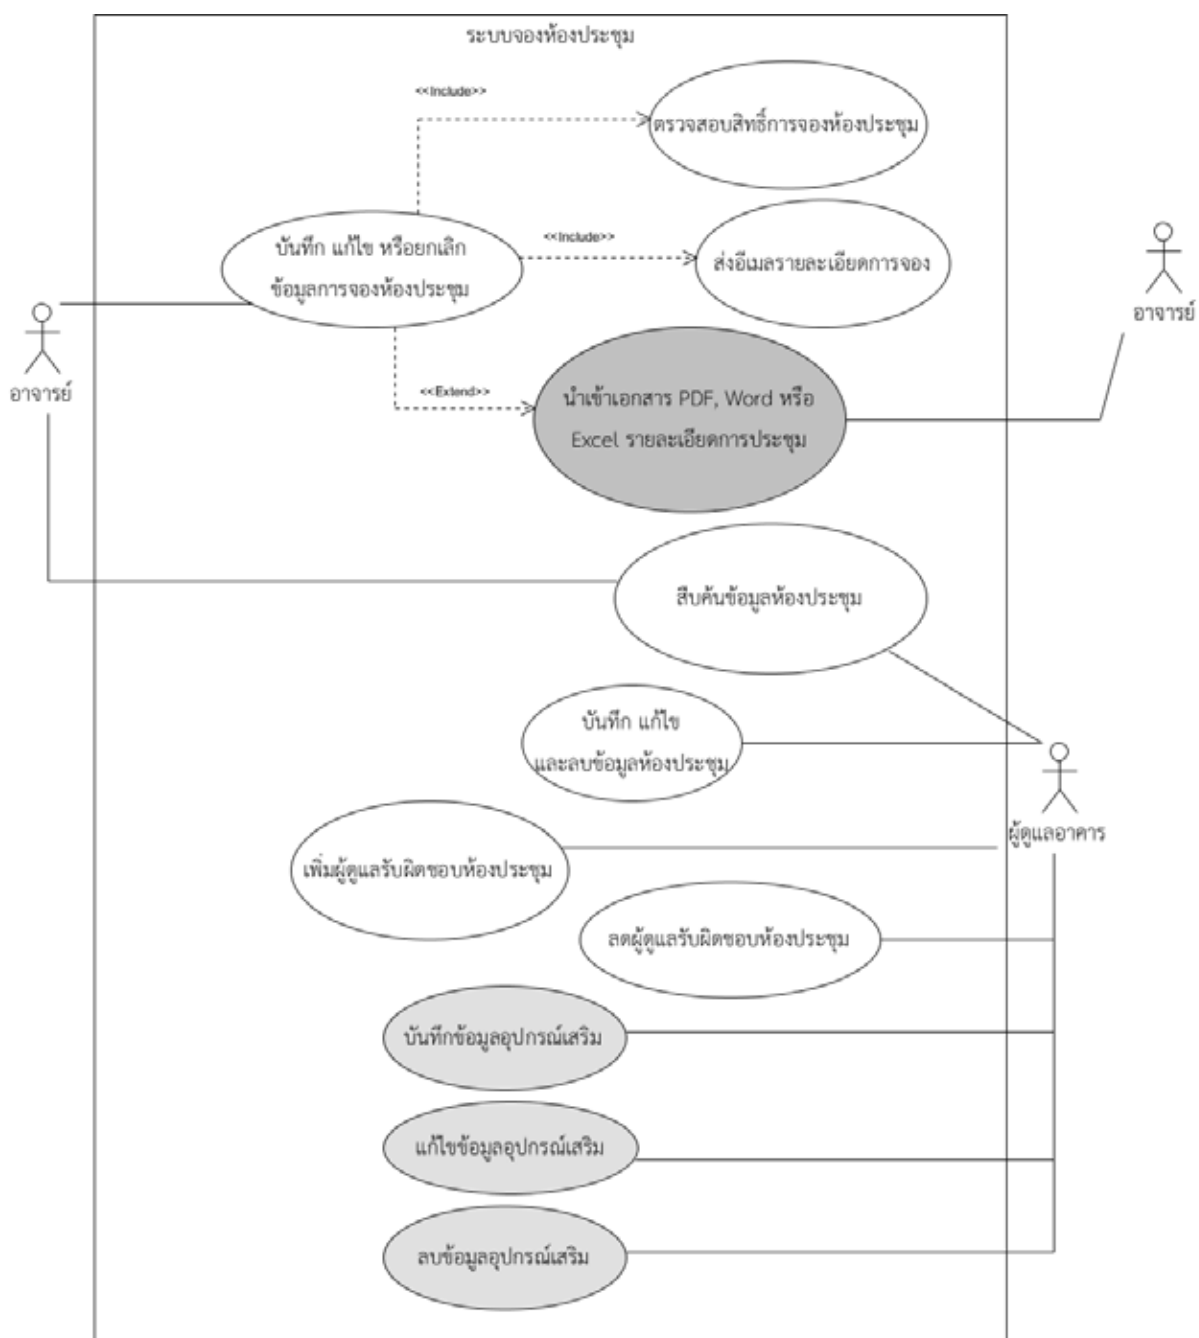 ระบบจองห้องประชุม
<<Include>>
ตรวจสอบสิทธิ์การจองห้องประชุม
บันทึก แก้ไข หรือยกเลิก
ข้อมูลการจองห้องประชุม
<<Include>>
ส่งอีเมลรายละเอียดการจอง
อาจารย์
อาจารย์
<<Extend>>
นำเข้าเอกสาร PDF, Word หรือ
Excel รายละเอียดการประชุม
สืบค้นข้อมูลห้องประชุม
บันทึก แก้ไข
และลบข้อมูลห้องประชุม
ผู้ดูแลอาคาร
เพิ่มผู้ดูแลรับผิดชอบห้องประชุม
ลดผู้ดูแลรับผิดชอบห้องประชุม
บันทึกข้อมูลอุปกรณ์เสริม
แก้ไขข้อมูลอุปกรณ์เสริม
ลบข้อมูลอุปกรณ์เสริม